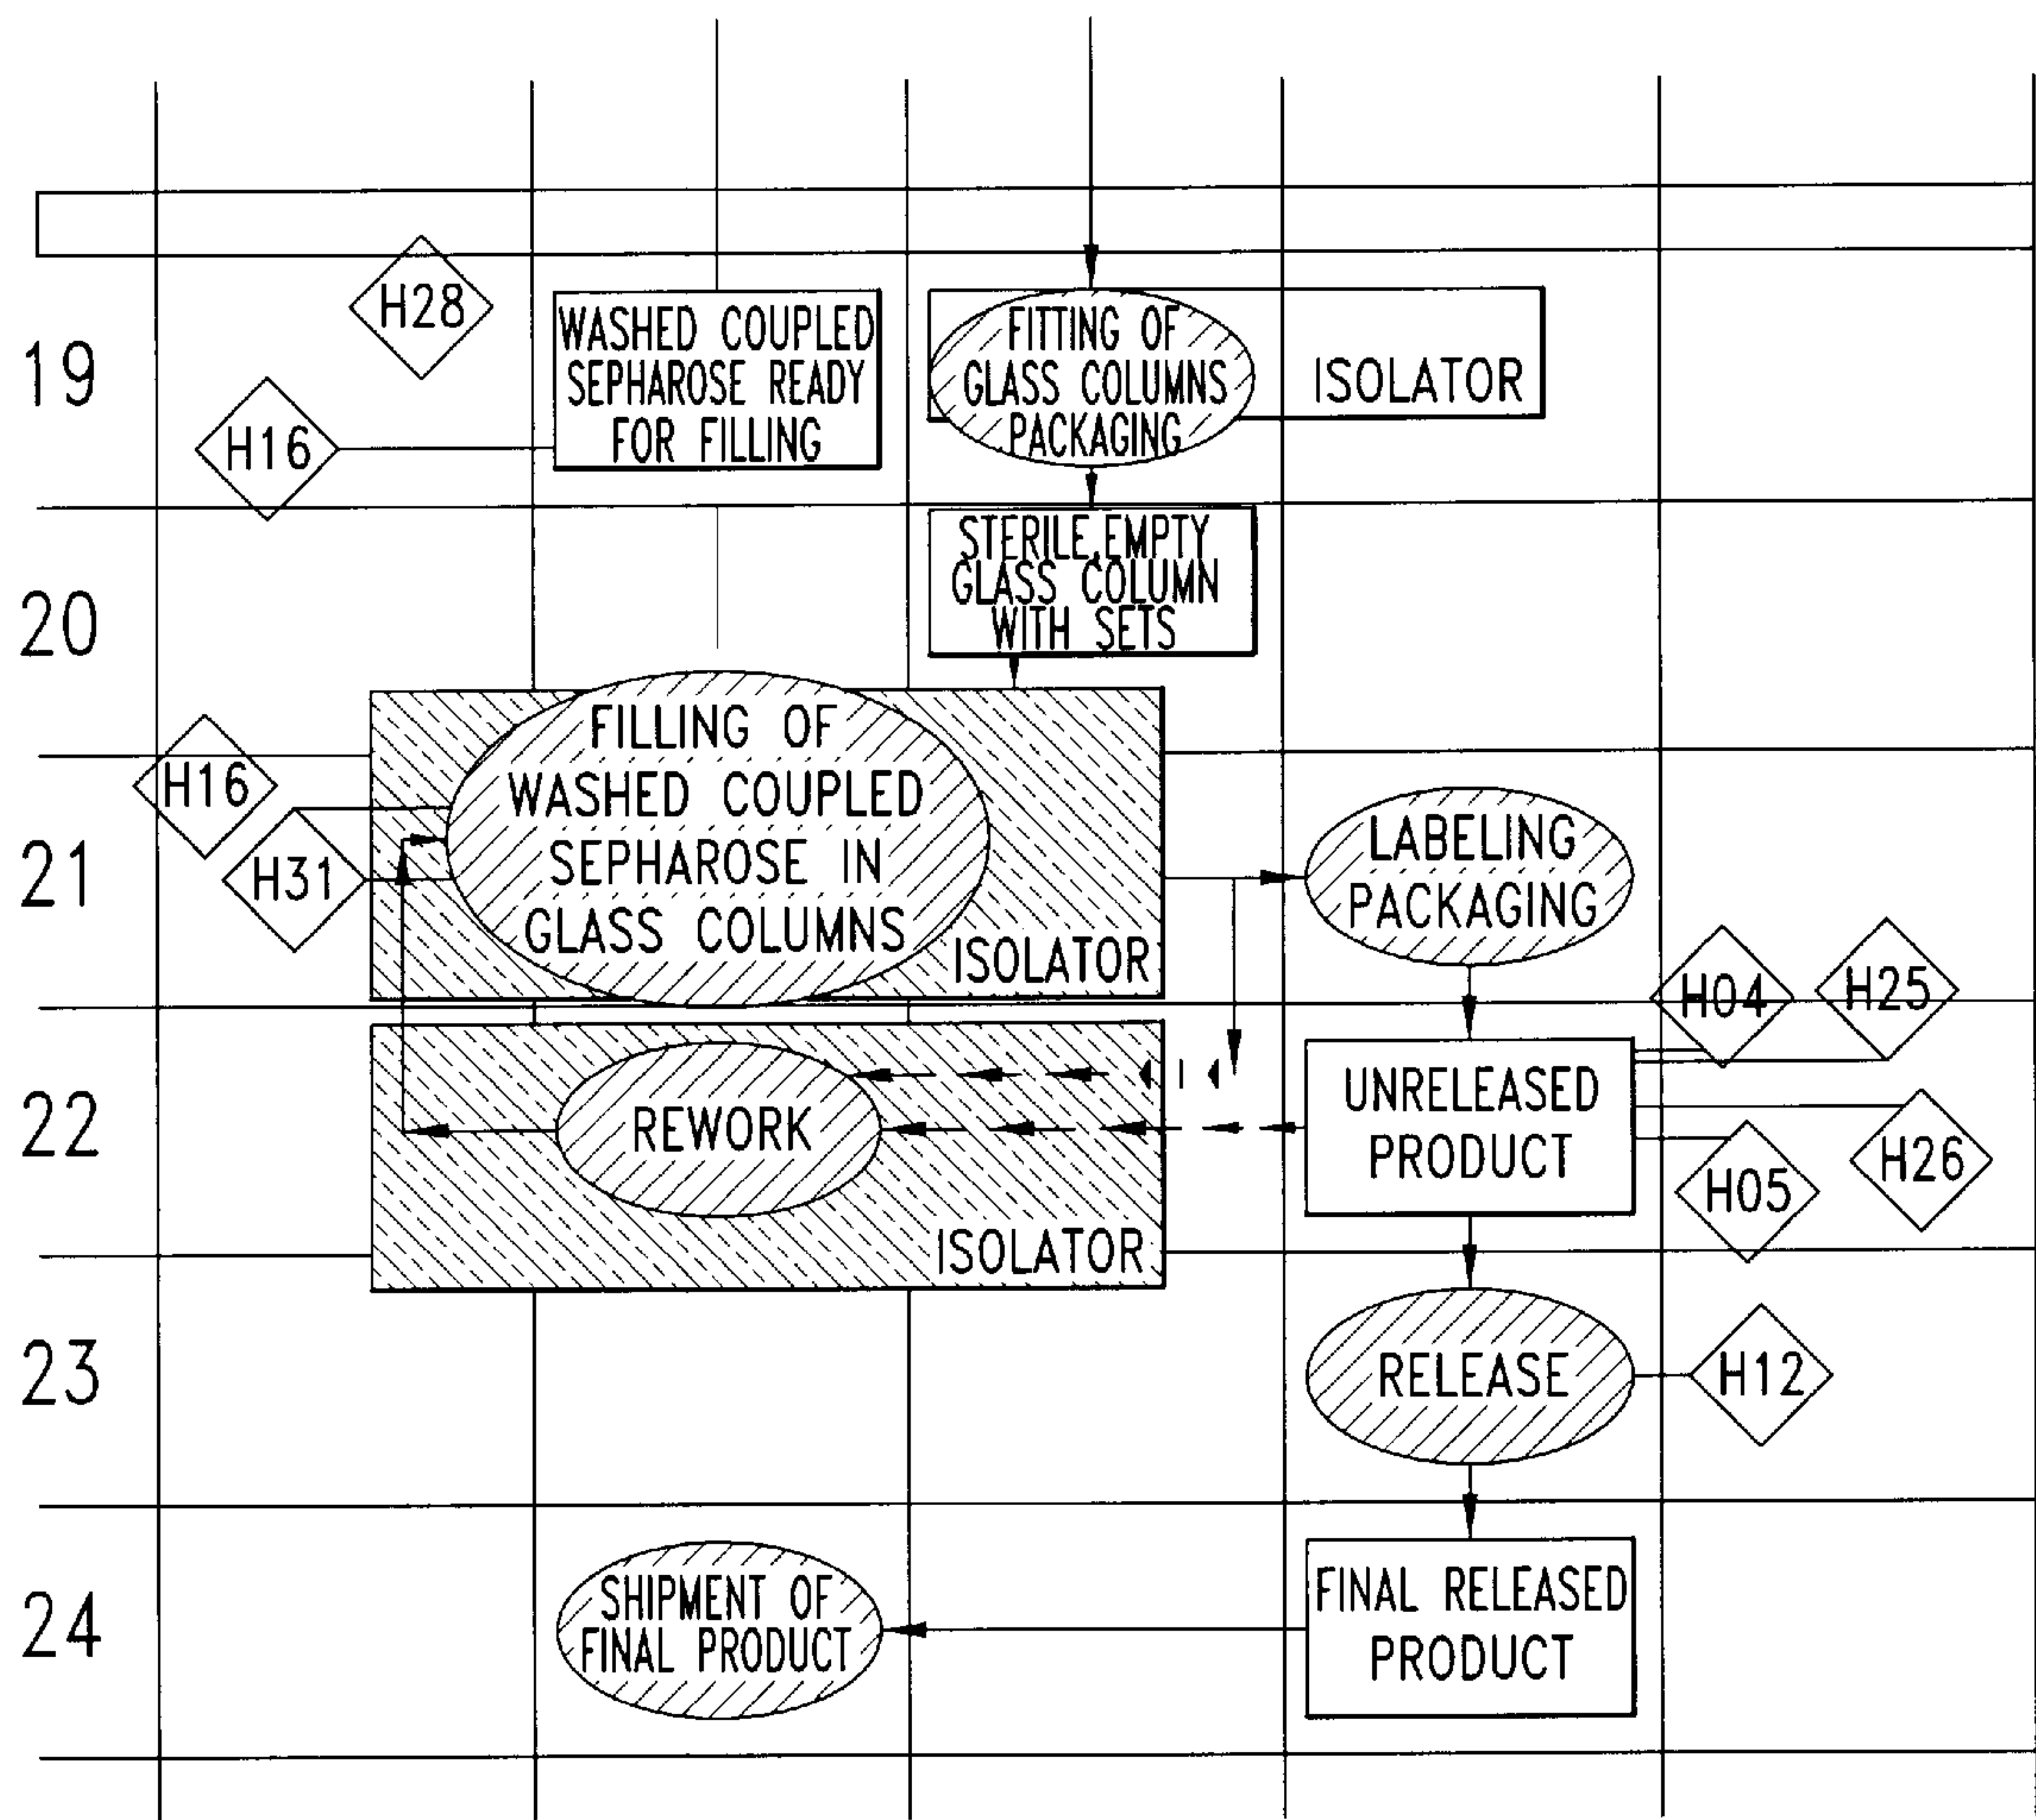 H28
19
WASHED COUPLED
SEPHAROSE READY
FOR FILLING
FITTING OF
GLASS COLUMNS
PACKAGING
ISOLATOR
H16
20
STERILE,EMPTY
GLASS COLUMN
WITH SETS
FILLING OF
WASHED COUPLED
SEPHAROSE IN
GLASS COLUMNS
ISOLATOR
H16
21
H31
LABELING
PACKAGING
H04
H25
22
REWORK
ISOLATOR
UNRELEASED
PRODUCT
H26
H05
23
RELEASE
H12
24
SHIPMENT OF
FINAL PRODUCT
FINAL RELEASED
PRODUCT